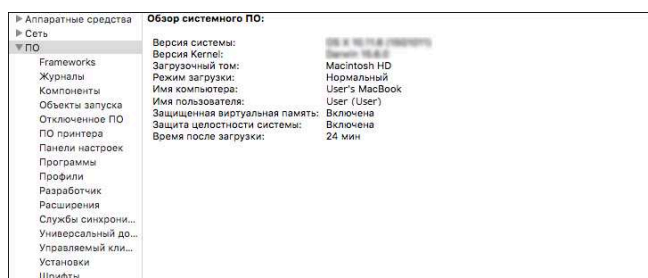 Аппаратные средства
Сеть
ПО
Frameworks
Журналы
Компоненты
Объекты запуска
Отключенное ПО
ПО принтера
Панели настроек
Программы
Профили
Разработчик
Расширения
Службы синхрони...
Универсальный до...
Управляемый кли...
Установки
Шрифты
Обзор системного ПО:
Версия системы:
Версия Kernel:
Загрузочный том: Macintosh HD
Режим загрузки: Нормальный
Имя компьютера: User's MacBook
Имя пользователя: User (User)
Защищенная виртуальная память: Включена
Защита целостности системы: Включена
Время после загрузки: 24 мин